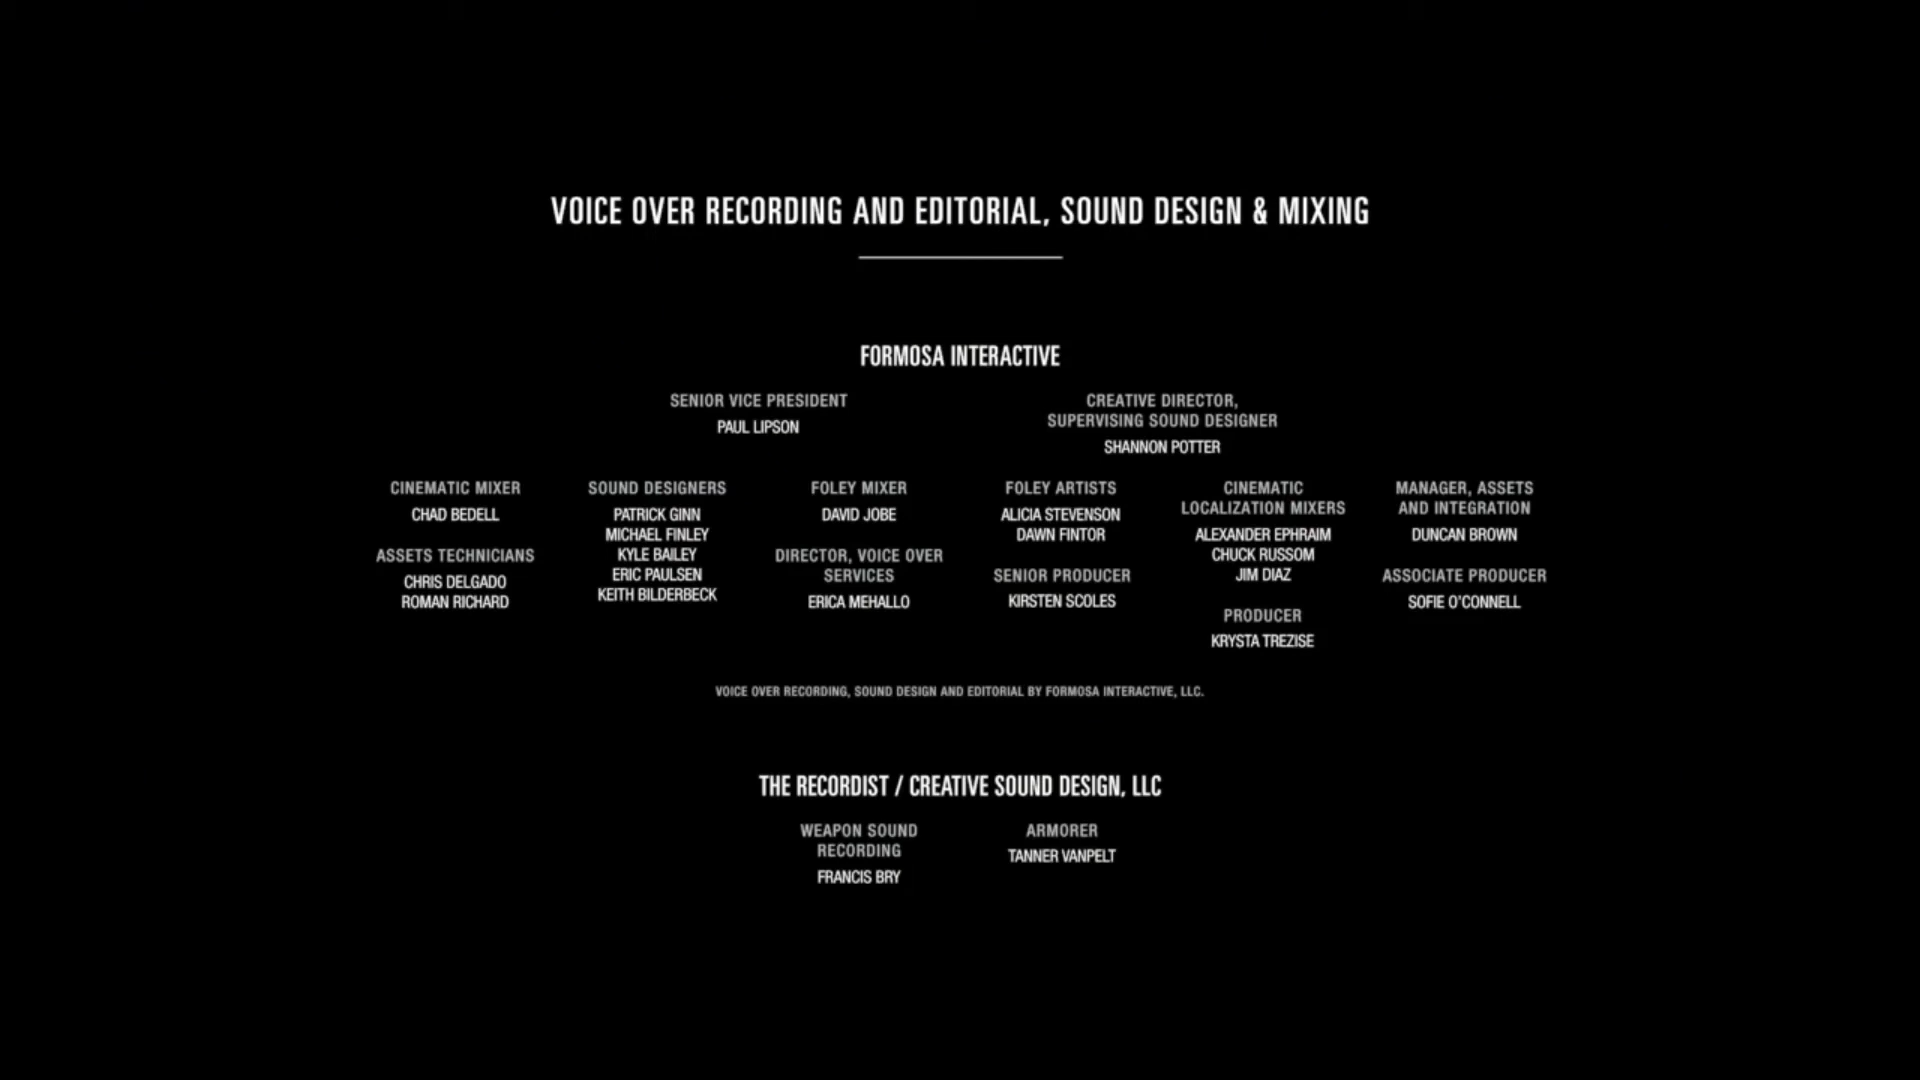 VOICE OVER RECORDING AND EDITORIAL, SOUND DESIGN & MIXING
FORMOSA INTERACTIVE
SENIOR VICE PRESIDENT
PAUL LIPSON
CREATIVE DIRECTOR,
SUPERVISING SOUND DESIGNER
SHANNON POTTER
CINEMATIC MIXER
CHAD BEDELL
ASSETS TECHNICIANS
CHRIS DELGADO
ROMAN RICHARD
SOUND DESIGNERS
PATRICK GINN
MICHAEL FINLEY
KYLE BAILEY
ERIC PAULSEN
KEITH BILDERBECK
FOLEY MIXER
DAVID JOBE
DIRECTOR, VOICE OVER
SERVICES
ERICA MEHALLO
FOLEY ARTISTS
ALICIA STEVENSON
DAWN FINTOR
SENIOR PRODUCER
KIRSTEN SCOLES
CINEMATIC
LOCALIZATION MIXERS
ALEXANDER EPHRAIM
CHUCK RUSSOM
JIM DIAZ
PRODUCER
KRYSTA TREZISE
MANAGER, ASSETS
AND INTEGRATION
DUNCAN BROWN
ASSOCIATE PRODUCER
SOFIE O'CONNELL
VOICE OVER RECORDING, SOUND DESIGN AND EDITORIAL BY FORMOSA INTERACTIVE, LLC.
THE RECORDIST / CREATIVE SOUND DESIGN, LLC
WEAPON SOUND
RECORDING
FRANCIS BRY
ARMORER
TANNER VANPELT